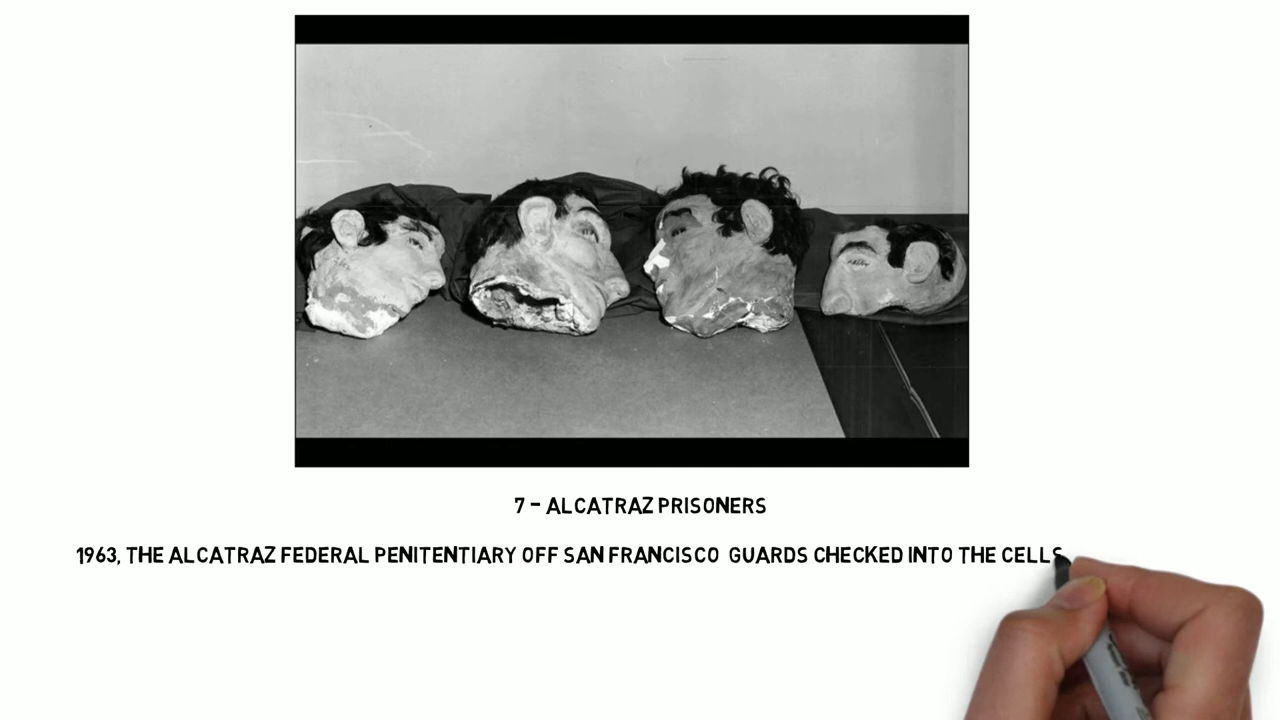 7 - ALCATRAZ PRISONERS
1963, THE ALCATRAZ FEDERAL PENITENTIARY OFF SAN FRANCISCO GUARDS CHECKED INTO THE CELLS